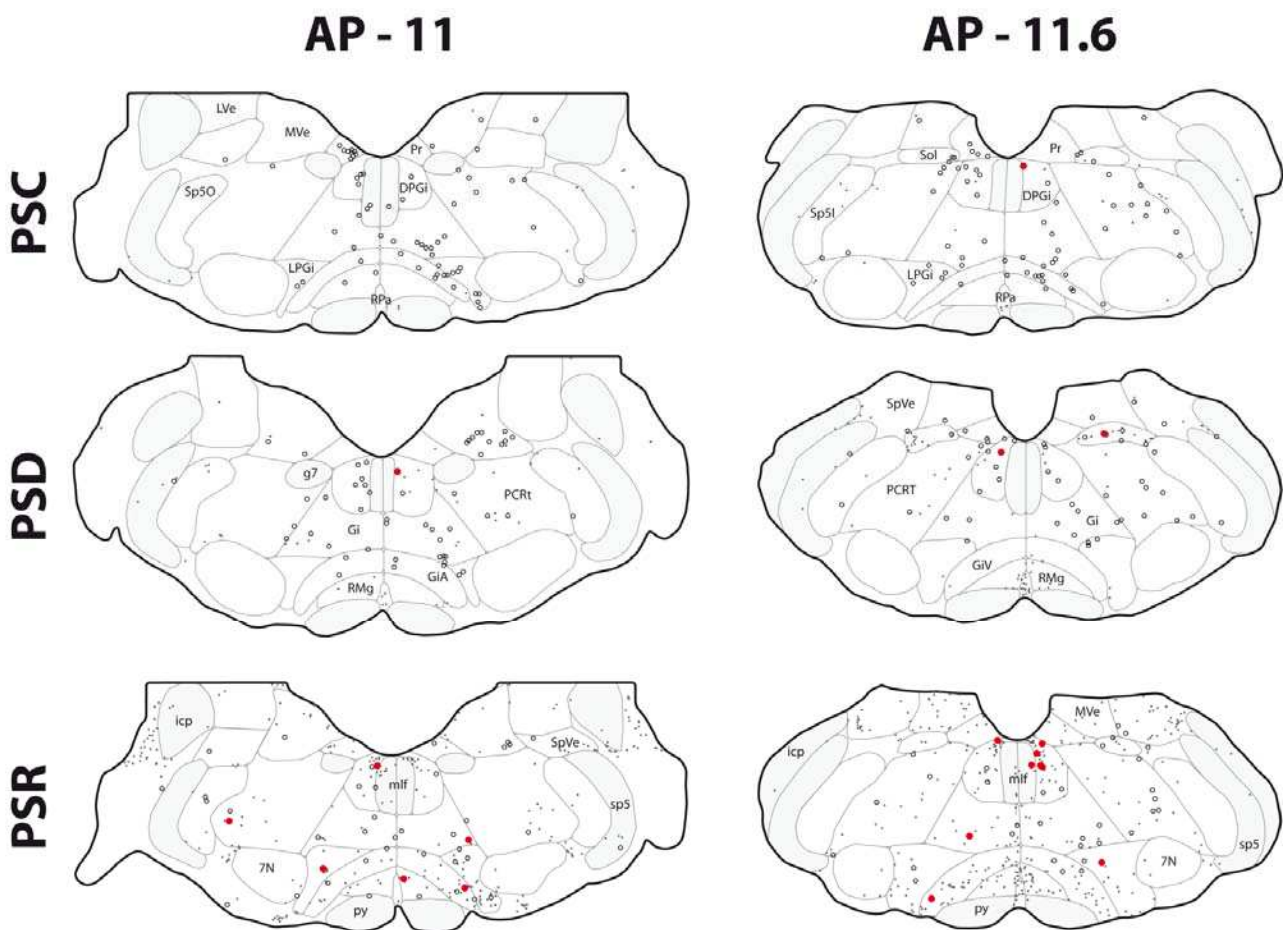 AP - 11
AP - 11.6
PSC
LVe
MVe
Pr
DPGi
Sp5O
LPGi
RPa
Sol
Pr
DPGi
Sp5I
LPGi
RPa
PSD
g7
PCRt
Gi
GiA
RMg
SpVe
PCRT
Gi
GiV
RMg
PSR
icp
SpVe
mlf
sp5
7N
py
MVe
icp
mlf
7N
sp5
py